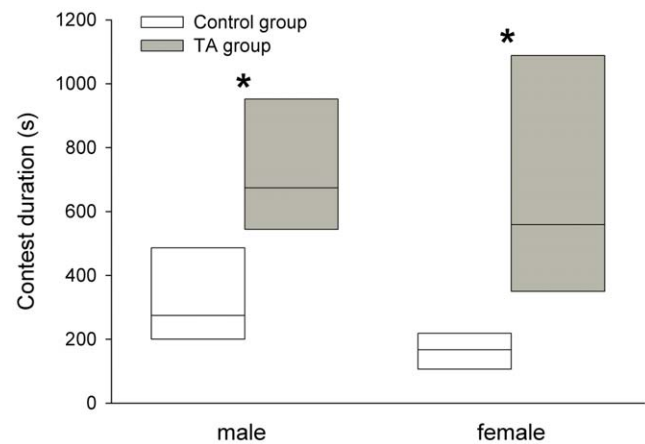 Control group
TA group
Contest duration (s)
1200
1000
800
600
400
200
0
*
*
male
female